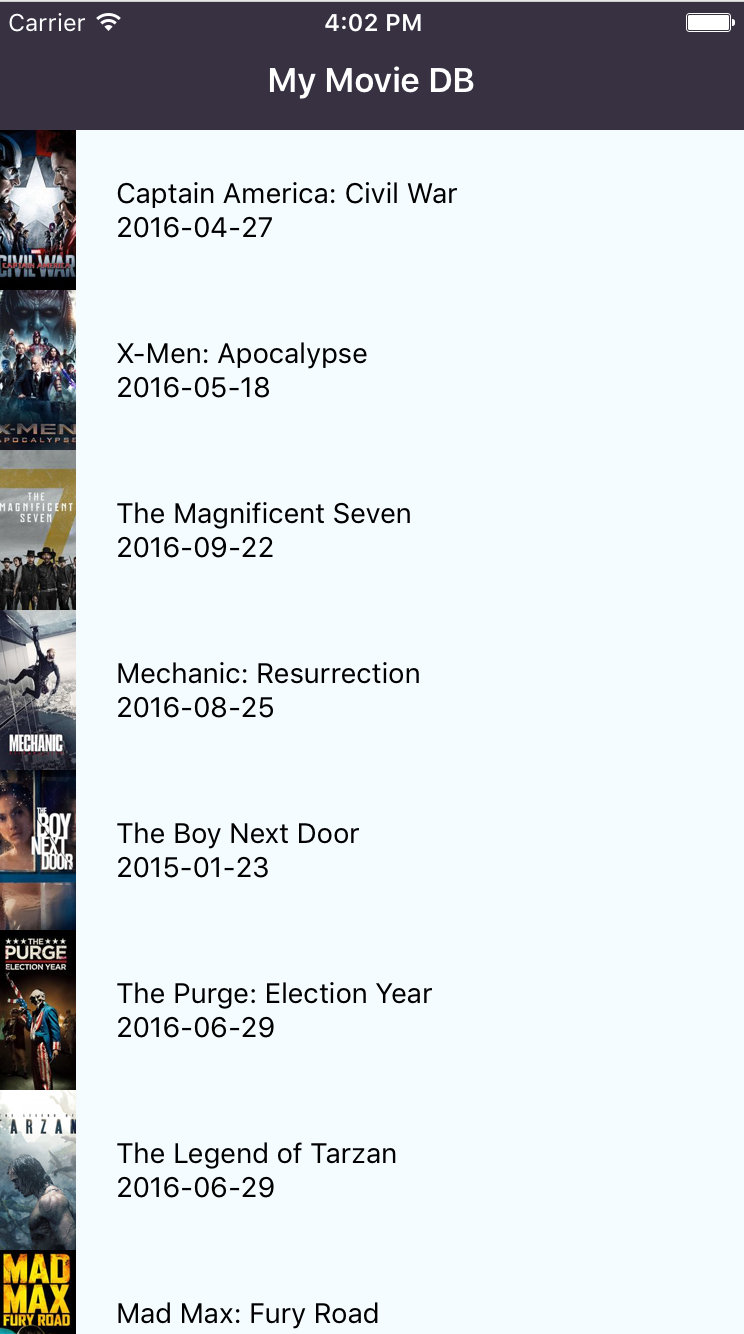 Carrier
4:02 PM
My Movie DB
CIVIL WAR
Captain America: Civil War
2016-04-27
X-MEN
APOCALYPSE
X-Men: Apocalypse
2016-05-18
THE
MAGNIFICENT
SEVEN
7
The Magnificent Seven
2016-09-22
MECHANIC
Mechanic: Resurrection
2016-08-25
THE
BOY
NEXT
DOOR
The Boy Next Door
2015-01-23
★★★THE★★★
PURGE
ELECTION YEAR
The Purge: Election Year
2016-06-29
TARZAN
The Legend of Tarzan
2016-06-29
MAD
MAX
FURY ROAD
Mad Max: Fury Road